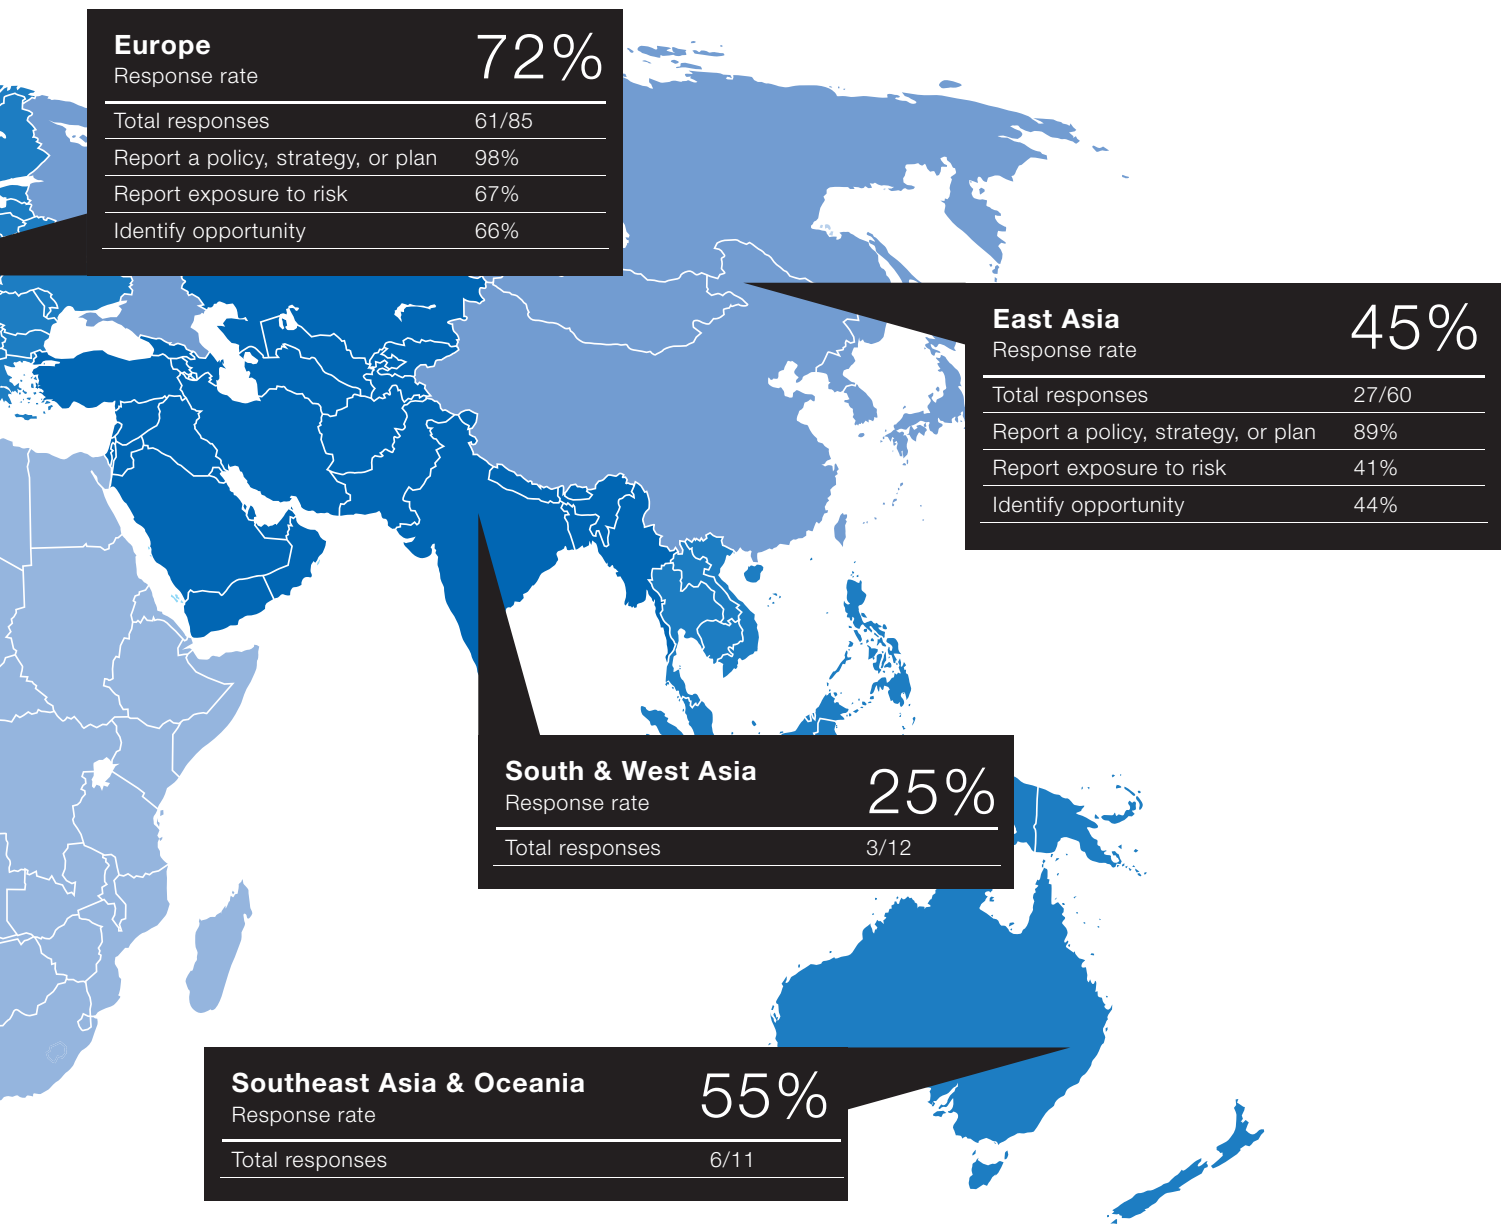 Europe
Response rate
72%
Total responses 61/85
Report a policy, strategy, or plan 98%
Report exposure to risk 67%
Identify opportunity 66%
East Asia
Response rate
45%
Total responses 27/60
Report a policy, strategy, or plan 89%
Report exposure to risk 41%
Identify opportunity 44%
South & West Asia
Response rate
25%
Total responses 3/12
Southeast Asia & Oceania
Response rate
55%
Total responses 6/11